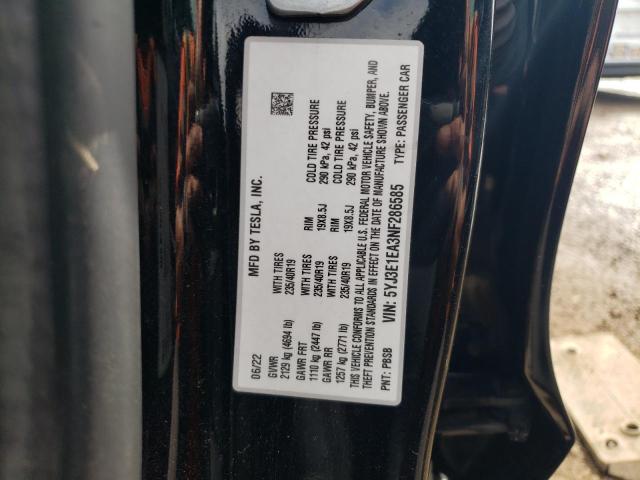 MFD BY TESLA, INC.
06/22
GVWR
2129 kg (4694 lb)
WITH TIRES
235/40R19
RIM
19X8.5J
COLD TIRE PRESSURE
290 kPa, 42 psi
GAWR FRT
1110 kg (2447 lb)
WITH TIRES
235/40R19
RIM
19X8.5J
COLD TIRE PRESSURE
290 kPa, 42 psi
GAWR RR
1257 kg (2771 lb)
WITH TIRES
235/40R19
THIS VEHICLE CONFORMS TO ALL APPLICABLE U.S. FEDERAL MOTOR VEHICLE SAFETY, BUMPER, AND
THEFT PREVENTION STANDARDS IN EFFECT ON THE DATE OF MANUFACTURE SHOWN ABOVE.
VIN: 5YJ3E1EA3NF286585
PNT: PBSB
TYPE: PASSENGER CAR